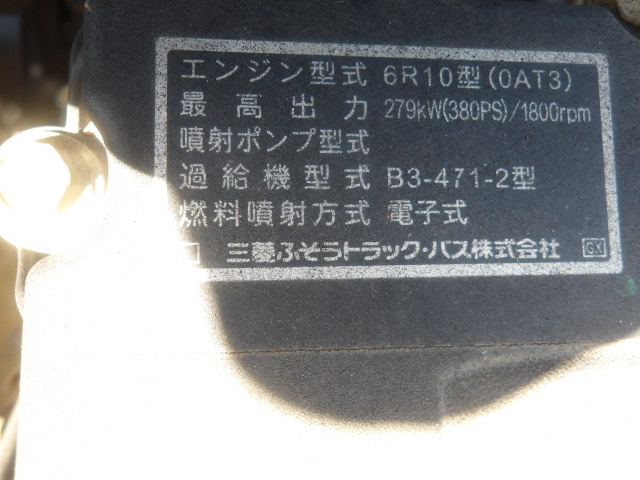 エンジン型式 6R10型(0AT3)
最高出力 279kW(380PS)/1800rpm
噴射ポンプ型式
過給機型式 B3-471-2型
燃料噴射方式 電子式
三菱ふそうトラック・バス株式会社 GX